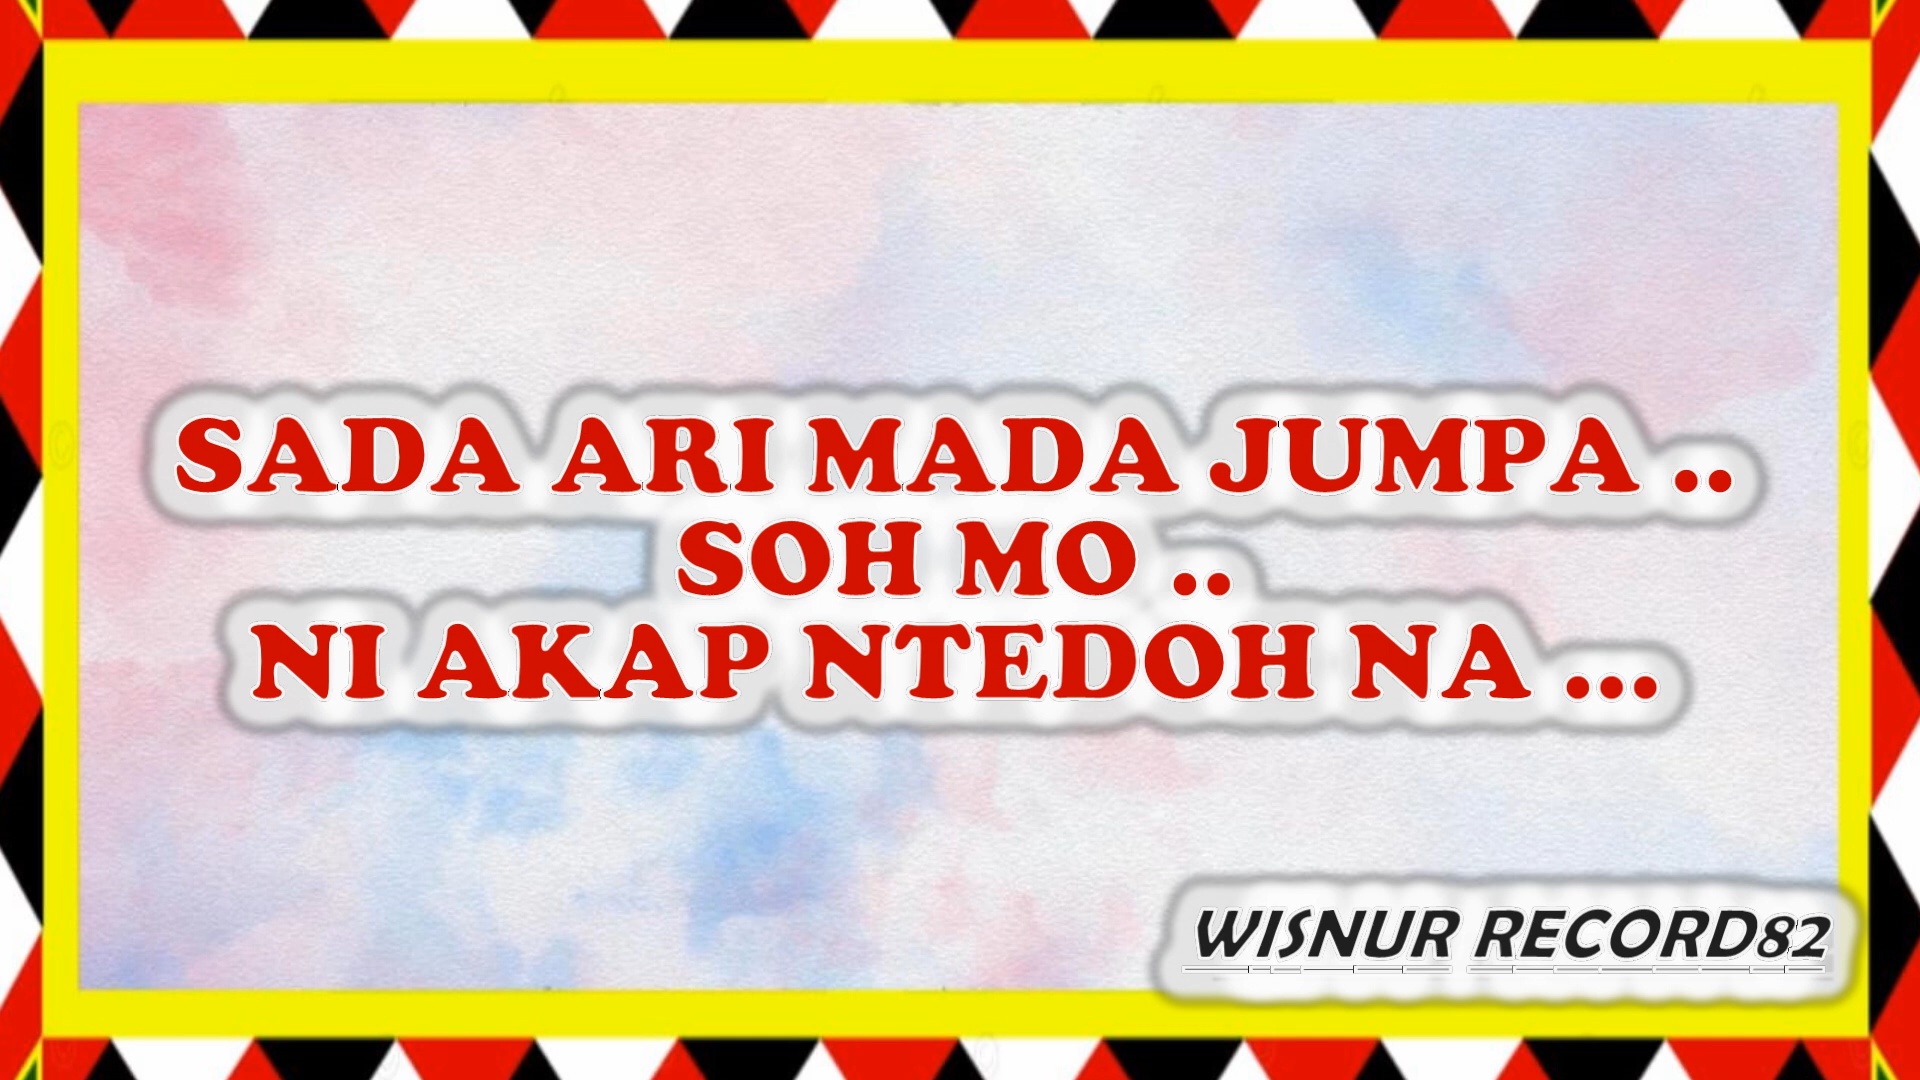 SADA ARI MADA JUMPA ..
SOH MO ..
NI AKAP NTEDOH NA ...
WISNUR RECORD82